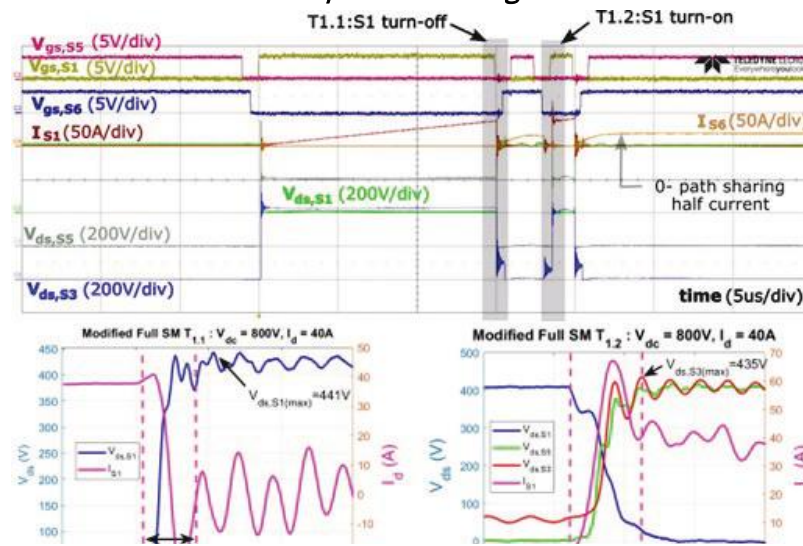 T1.1:S1 turn-off
T1.2:S1 turn-on
Vgs,S5 (5V/div)
Vgs,S1 (5V/div)
TELEDYNE LECRO
Everywhereyoulook
Vgs,S6 (5V/div)
IS1 (50A/div)
IS6 (50A/div)
0- path sharing
half current
Vds,S1 (200V/div)
Vds,S5 (200V/div)
Vds,S3 (200V/div)
time (5us/div)
Modified Full SM T1.1 : Vdc = 800V, Id = 40A
450
400
350
300
250
200
150
100
50
40
30
20
10
0
-10
Vds (V)
Id (A)
Vds,S1(max)=441V
Vds,S1
IS1
Modified Full SM T1.2 : Vdc = 800V, Id = 40A
500
400
300
200
100
0
70
60
50
40
30
20
10
0
-10
Vds (V)
(A)
Vds,S3(max)=435V
Vds,S1
Vds,S5
Vds,S3
IS1